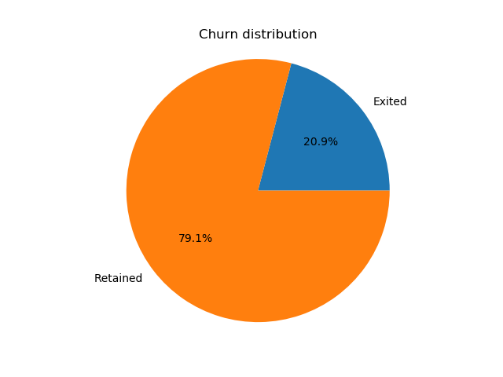 Churn distribution
Exited
20.9%
79.1%
Retained